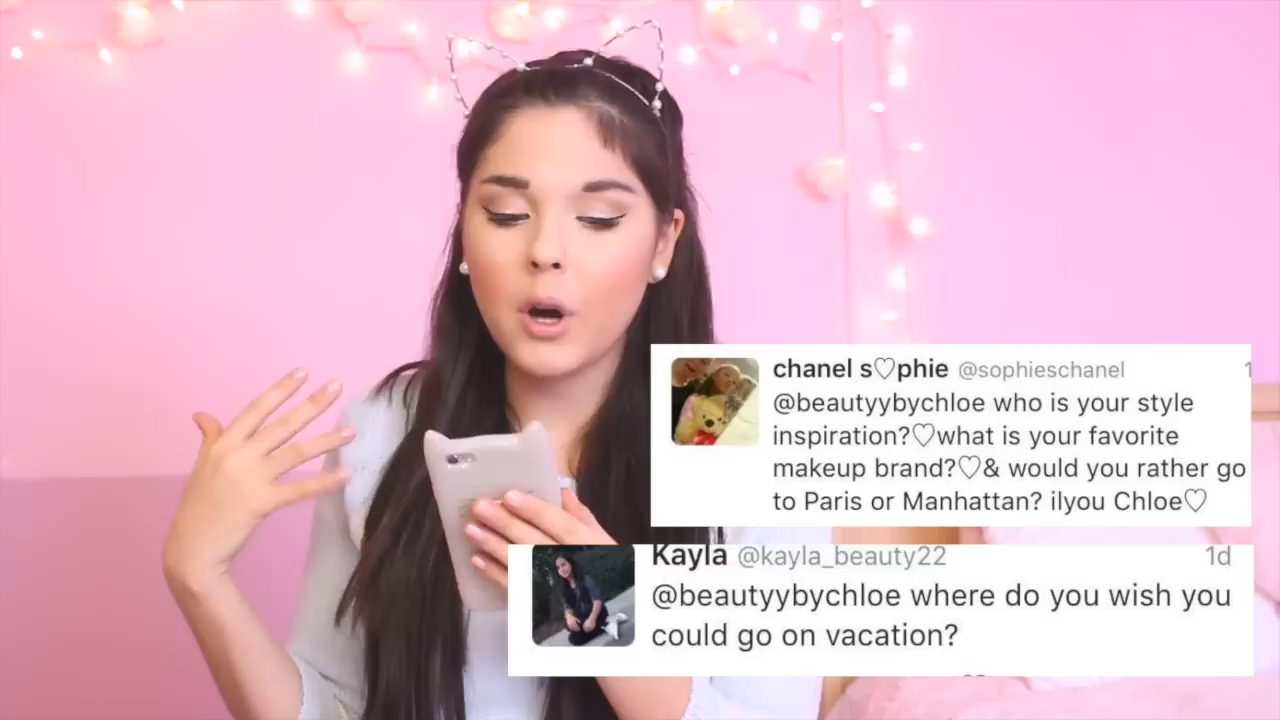 chanel s♡phie @sophieschanel 1
@beautyybychloe who is your style
inspiration?♡what is your favorite
makeup brand?♡& would you rather go
to Paris or Manhattan? ilyou Chloe♡
Kayla @kayla_beauty22 1d
@beautyybychloe where do you wish you
could go on vacation?